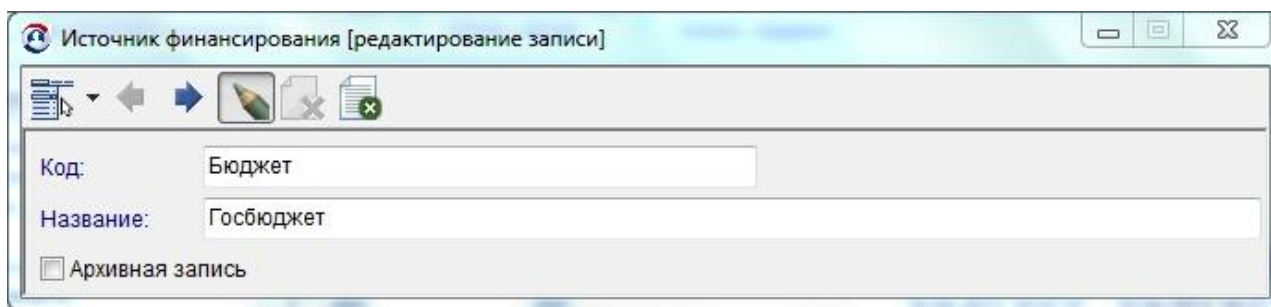 Источник финансирования [редактирование записи]
Код: Бюджет
Название: Госбюджет
Архивная запись